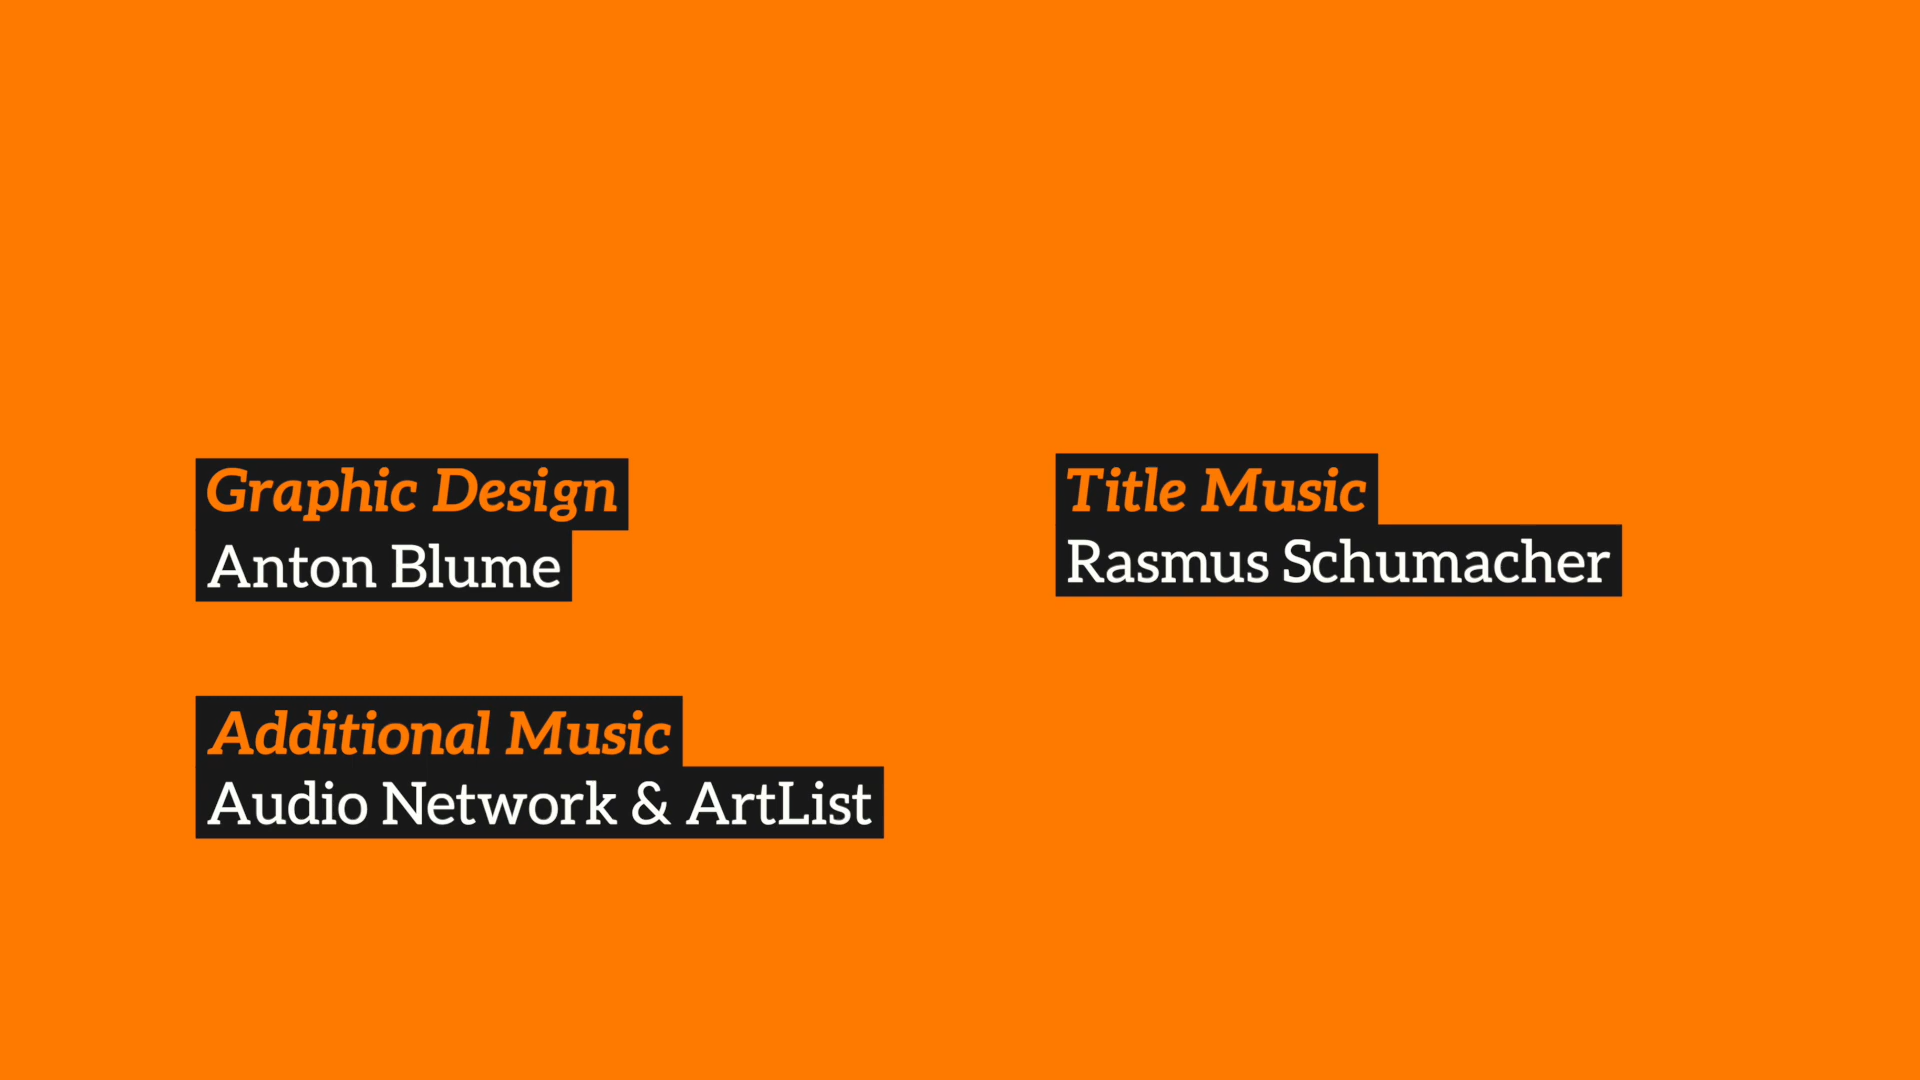 Graphic Design
Anton Blume
Title Music
Rasmus Schumacher
Additional Music
Audio Network & ArtList